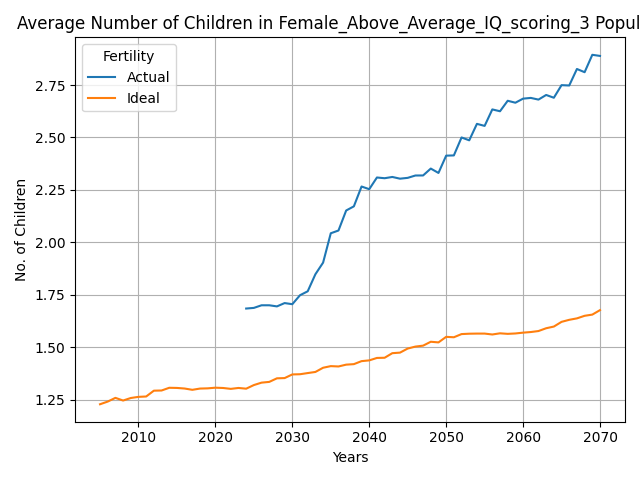 Average Number of Children in Female_Above_Average_IQ_scoring_3 Popul
Fertility
Actual
Ideal
2.75
2.50
2.25
2.00
1.75
1.50
1.25
No. of Children
2010 2020 2030 2040 2050 2060 2070
Years